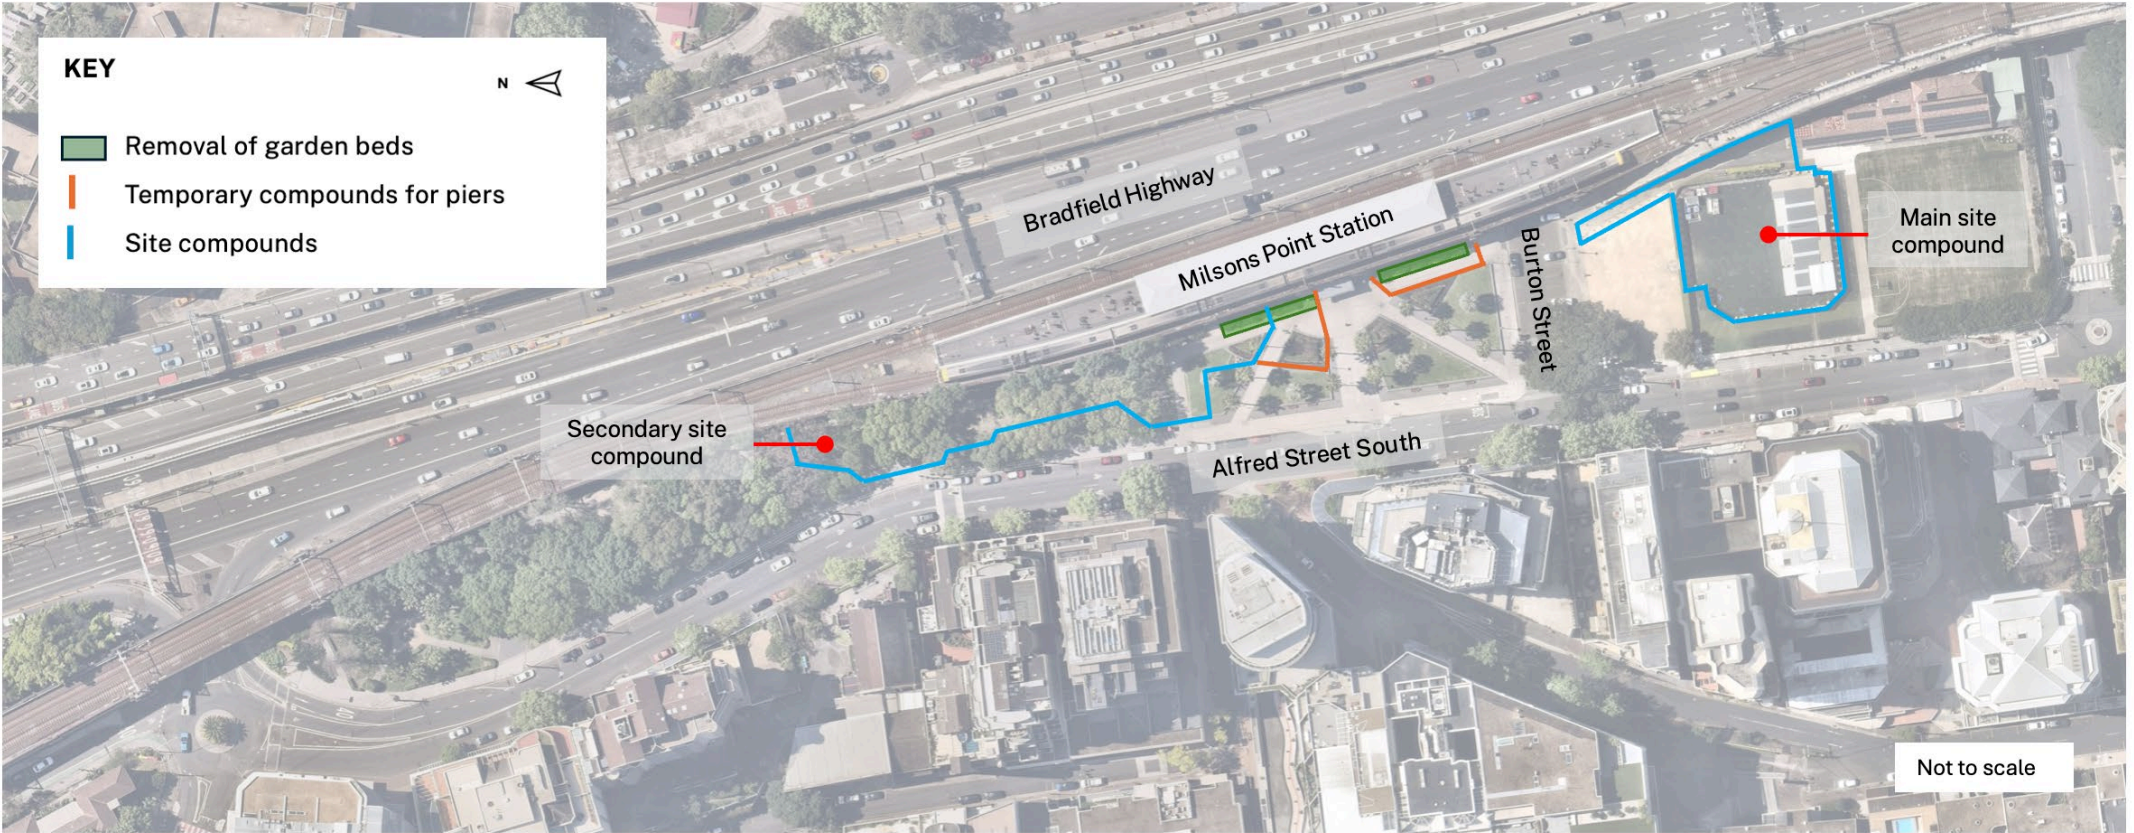 KEY
N
Removal of garden beds
Temporary compounds for piers
Site compounds
Bradfield Highway
Milsons Point Station
Burton Street
Main site
compound
Secondary site
compound
Alfred Street South
Not to scale